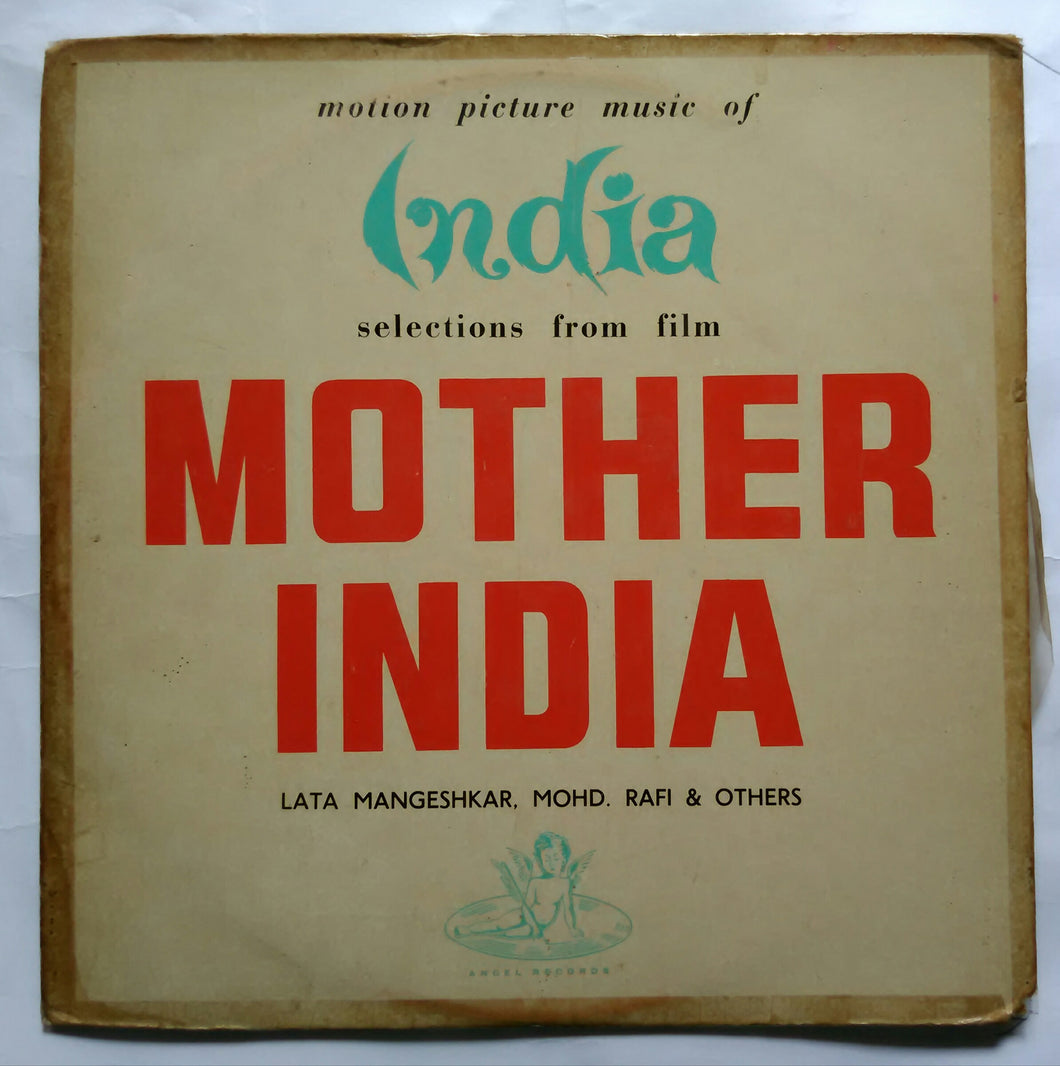 motion picture music of
India
selections from film
MOTHER
INDIA
LATA MANGESHKAR, MOHD. RAFI & OTHERS
ANGEL RECORDS